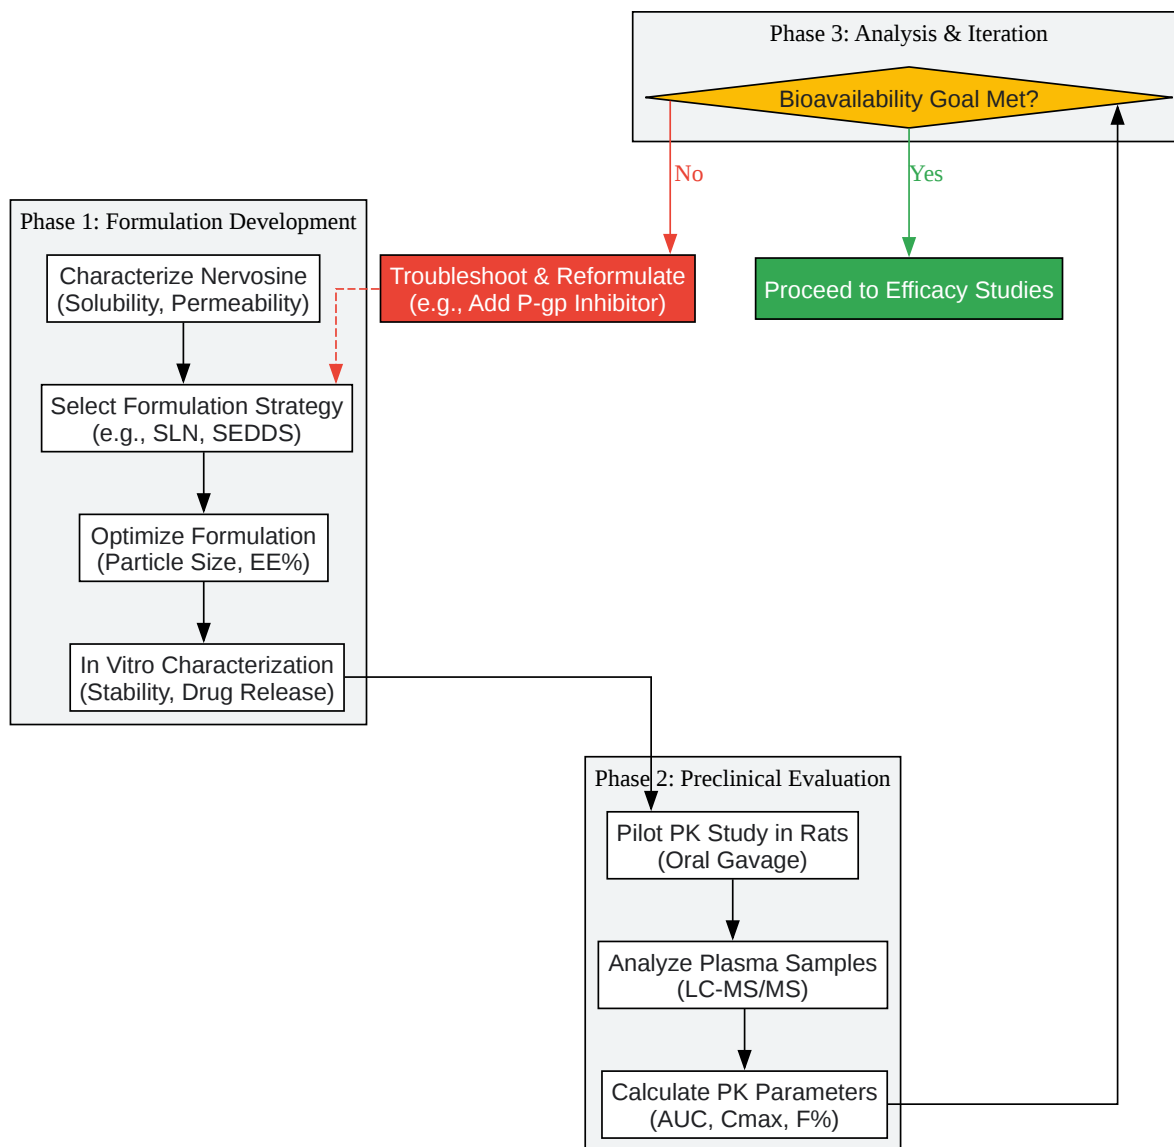 Phase 3: Analysis & Iteration
Bioavailability Goal Met?
No
Yes
Phase 1: Formulation Development
Characterize Nervosine
(Solubility, Permeability)
Troubleshoot & Reformulate
(e.g., Add P-gp Inhibitor)
Proceed to Efficacy Studies
Select Formulation Strategy
(e.g., SLN, SEDDS)
Optimize Formulation
(Particle Size, EE%)
In Vitro Characterization
(Stability, Drug Release)
Phase 2: Preclinical Evaluation
Pilot PK Study in Rats
(Oral Gavage)
Analyze Plasma Samples
(LC-MS/MS)
Calculate PK Parameters
(AUC, Cmax, F%)